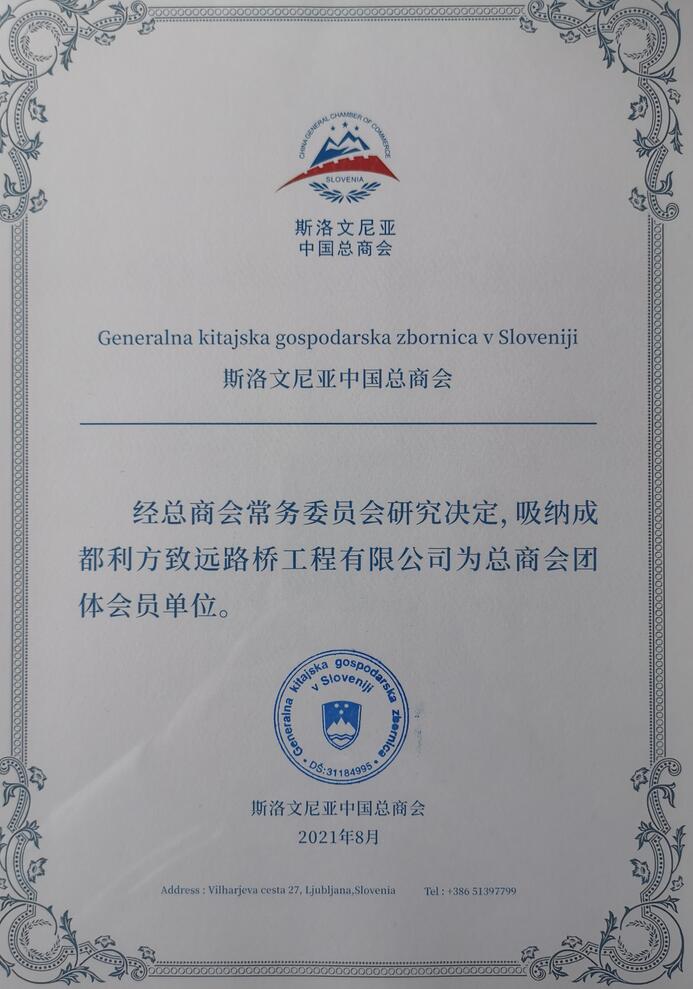 CHINA GENERAL CHAMBER OF COMMERCE
SLOVENIA
斯洛文尼亚
中国总商会
Generalna kitajska gospodarska zbornica v Sloveniji
斯洛文尼亚中国总商会
经总商会常务委员会研究决定, 吸纳成
都利方致远路桥工程有限公司为总商会团
体会员单位。
Generalna kitajska gospodarska zbornica
v Sloveniji
• DŠ:31184995 •
斯洛文尼亚中国总商会
2021年8月
Address : Vilharjeva cesta 27, Ljubljana,Slovenia Tel : +386 51397799